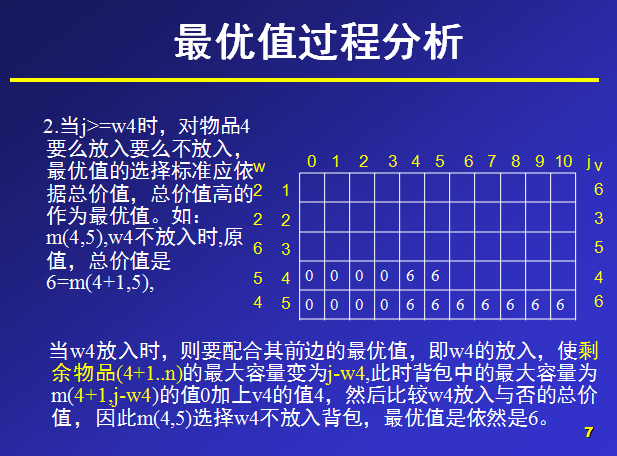 最优值过程分析
2.当j>=w4时，对物品4
要么放入要么不放入，
最优值的选择标准应依
据总价值，总价值高的
作为最优值。如：
m(4,5),w4不放入时,原
值，总价值是
6=m(4+1,5),
0 1 2 3 4 5 6 7 8 9 10 j v
w
2 1 6
2 2 3
6 3 5
5 4 0 0 0 0 6 6 4
4 5 0 0 0 0 6 6 6 6 6 6 6 6
当w4放入时，则要配合其前边的最优值，即w4的放入，使剩
余物品(4+1..n)的最大容量变为j-w4,此时背包中的最大容量为
m(4+1,j-w4)的值0加上v4的值4，然后比较w4放入与否的总价
值，因此m(4,5)选择w4不放入背包，最优值是依然是6。
7